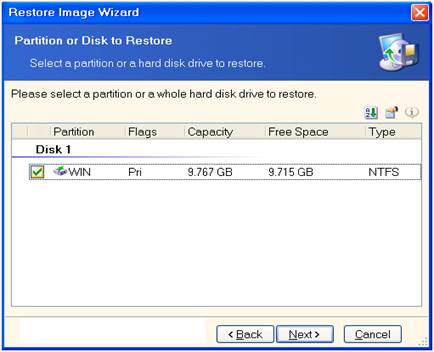 Restore Image Wizard
Partition or Disk to Restore
Select a partition or a hard disk drive to restore.
Please select a partition or a whole hard disk drive to restore.
Partition Flags Capacity Free Space Type
Disk 1
WIN Pri 9.767 GB 9.715 GB NTFS
< Back Next > Cancel